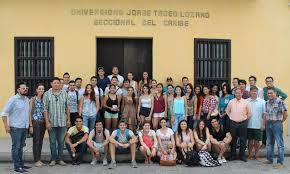 UNIVERSIDAD JORGE TADEO LOZANO
SECCIONAL DEL CARIBE